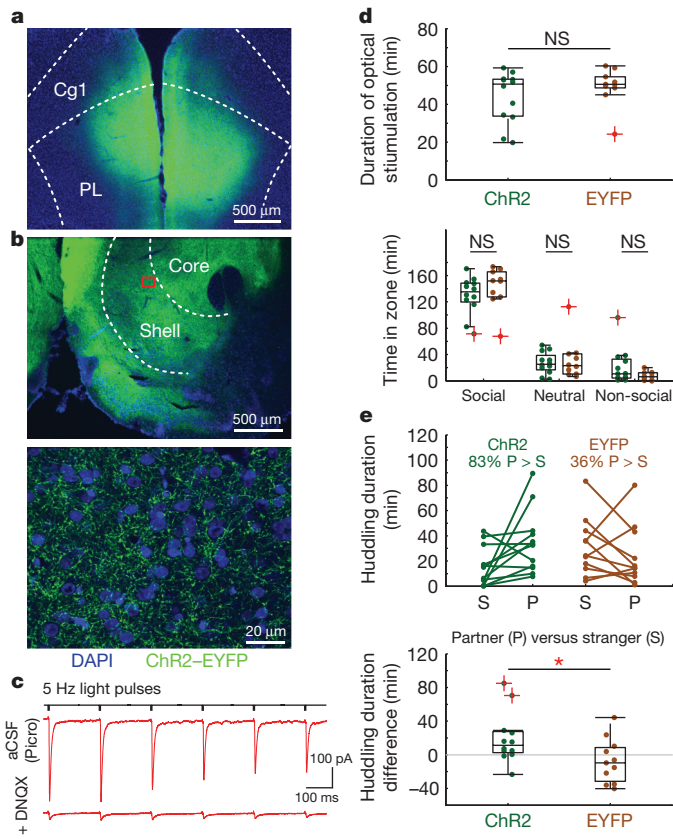 a
Cg1
PL
500 µm
b
Core
Shell
500 µm
20 µm
DAPI ChR2–EYFP
c
5 Hz light pulses
aCSF
(Picro)
+ DNQX
100 pA
100 ms
d
NS
Duration of optical
stiumulation (min)
80
60
40
20
0
ChR2 EYFP
NS NS NS
Time in zone (min)
160
120
80
40
0
Social Neutral Non-social
e
ChR2 EYFP
83% P > S 36% P > S
Huddling duration
(min)
120
100
80
60
40
20
0
S P S P
Partner (P) versus stranger (S)
*
Huddling duration
difference (min)
120
80
40
0
–40
ChR2 EYFP